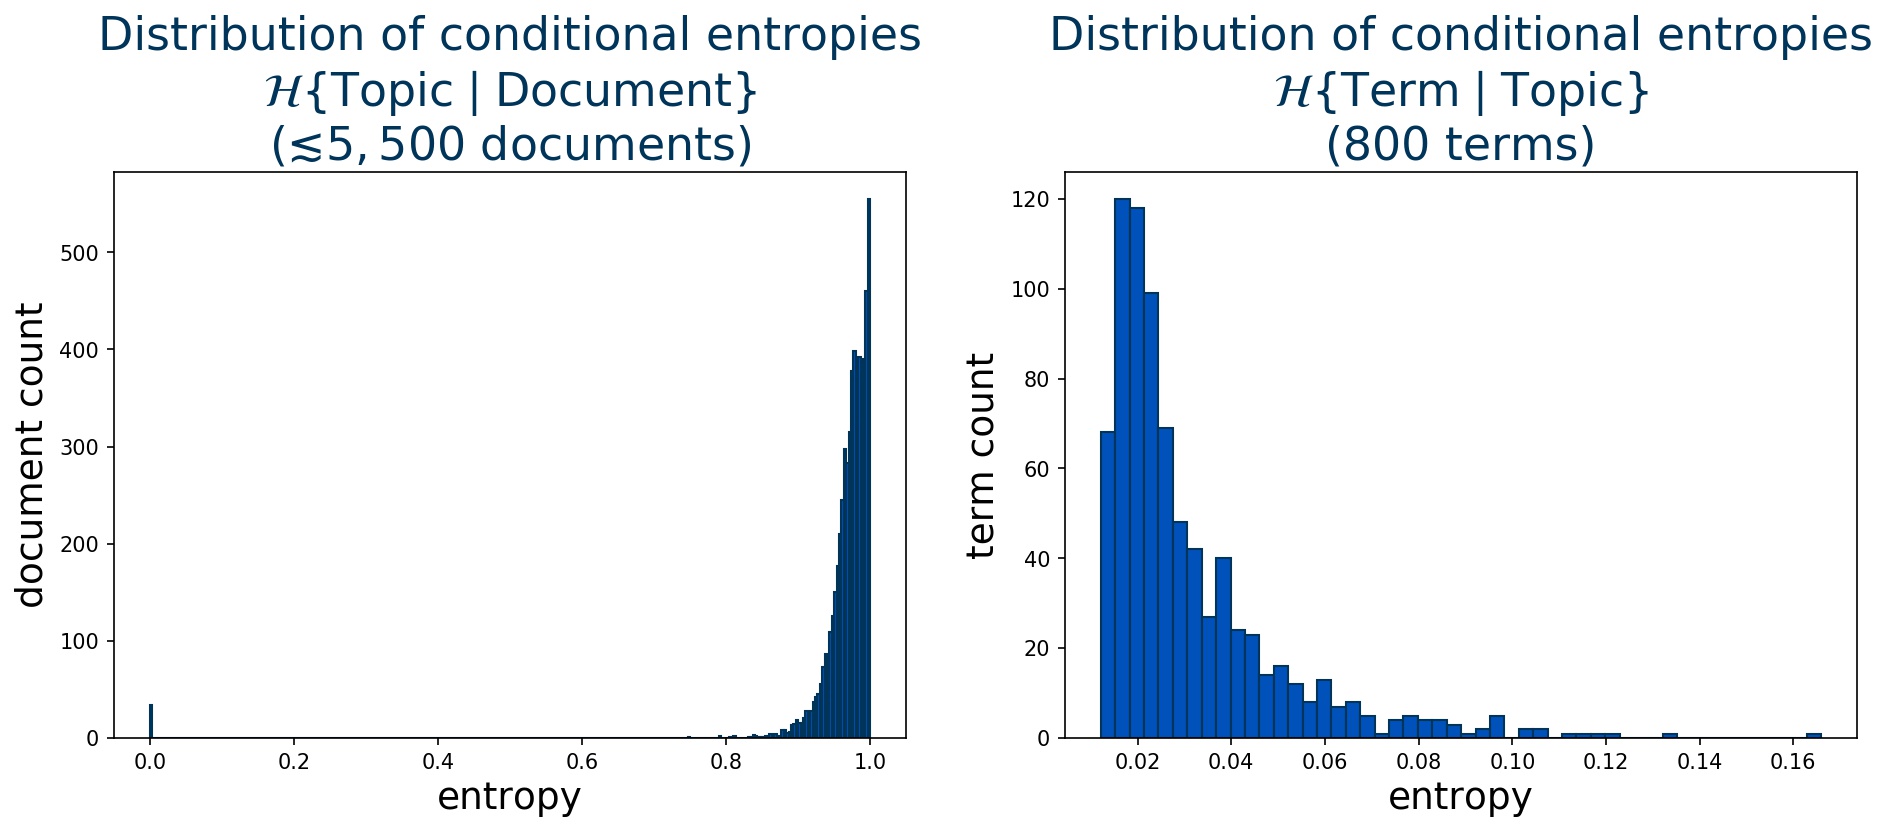 Distribution of conditional entropies
ℋ{Topic | Document}
(≲5,500 documents)
500
400
300
200
100
0
document count
0.0 0.2 0.4 0.6 0.8 1.0
entropy
Distribution of conditional entropies
ℋ{Term | Topic}
(800 terms)
120
100
80
60
40
20
0
term count
0.02 0.04 0.06 0.08 0.10 0.12 0.14 0.16
entropy